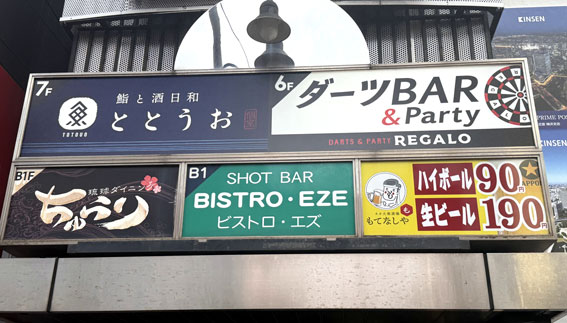 KINSEN
7F
鮨と酒日和
ととうお
TOTOUO
6F
ダーツBAR
& Party
DARTS & PARTY REGALO
KINSEN
B1F
琉球ダイニング
ちゅらり
B1
SHOT BAR
BISTRO・EZE
ビストロ・エズ
もてなしや
ハイボール 90円
生ビール 190円